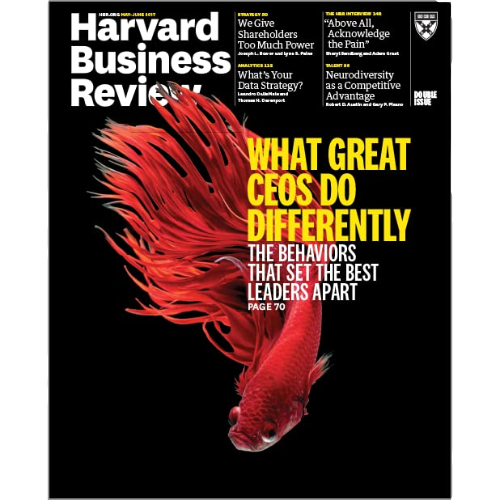 HBR.ORG MAY–JUNE 2017
Harvard
Business
Review
STRATEGY 50
We Give
Shareholders
Too Much Power
Joseph L. Bower and Lynn S. Paine
ANALYTICS 112
What's Your
Data Strategy?
Leandro DalleMule and
Thomas H. Davenport
THE HBR INTERVIEW 142
“Above All,
Acknowledge
the Pain”
Sheryl Sandberg and Adam Grant
TALENT 96
Neurodiversity
as a Competitive
Advantage
Robert D. Austin and Gary P. Pisano
DOUBLE
ISSUE
WHAT GREAT
CEOS DO
DIFFERENTLY
THE BEHAVIORS
THAT SET THE BEST
LEADERS APART
PAGE 70